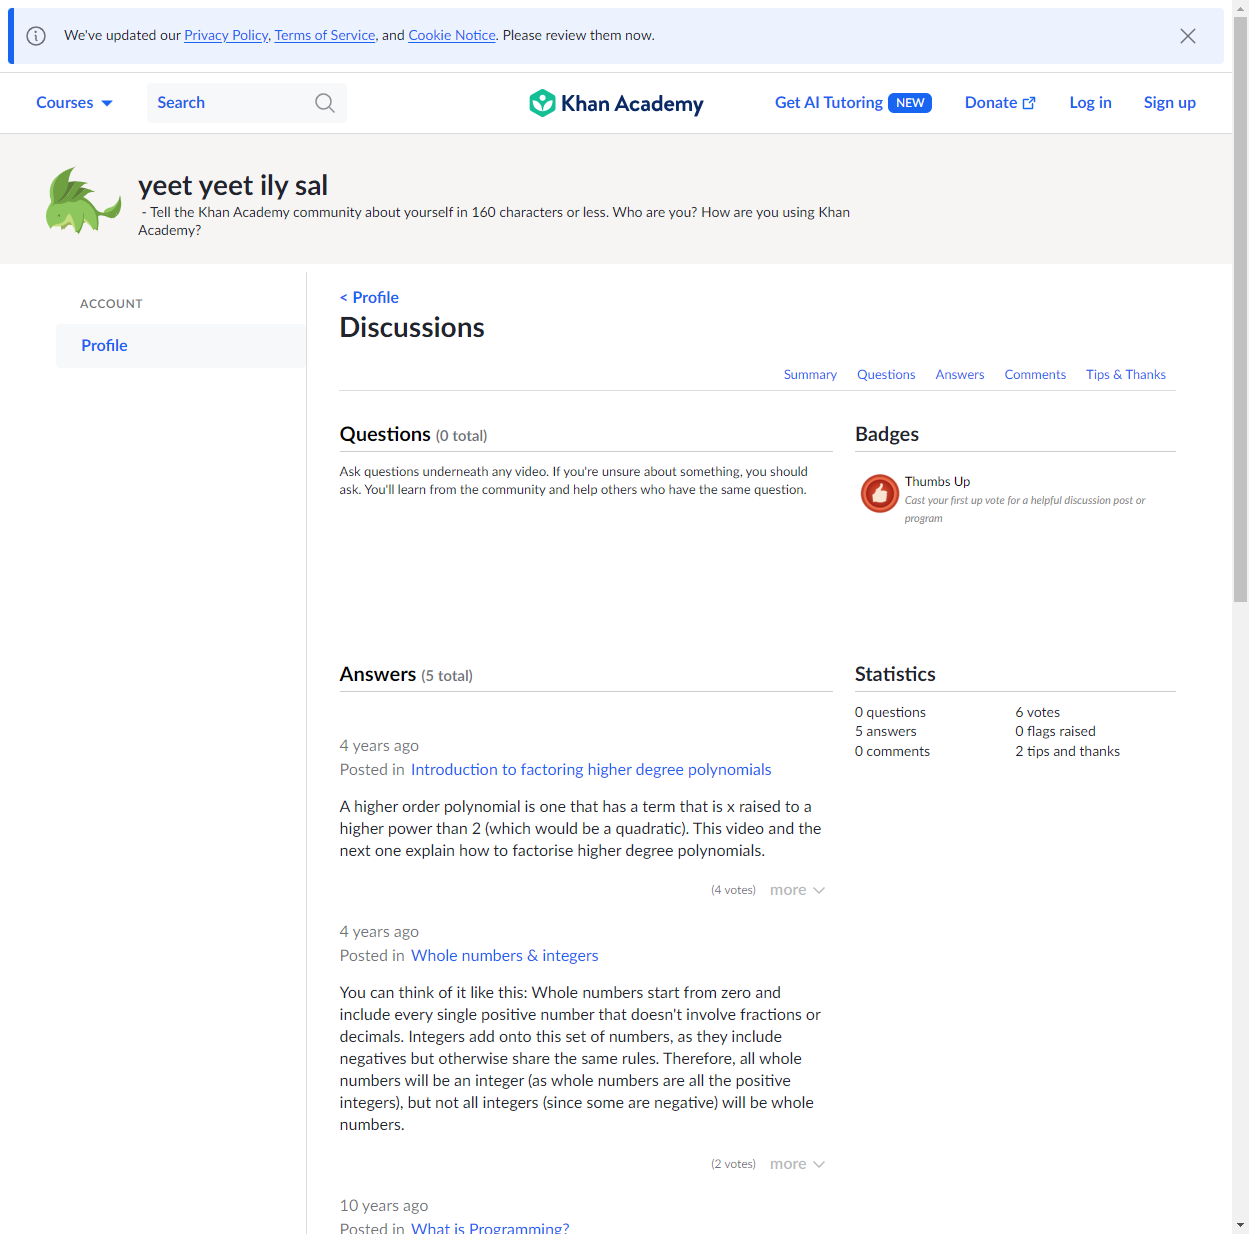 We've updated our Privacy Policy, Terms of Service, and Cookie Notice. Please review them now.
Courses
Search
Khan Academy
Get AI Tutoring NEW
Donate
Log in
Sign up
yeet yeet ily sal
- Tell the Khan Academy community about yourself in 160 characters or less. Who are you? How are you using Khan
Academy?
ACCOUNT
Profile
< Profile
Discussions
Summary
Questions
Answers
Comments
Tips & Thanks
Questions (0 total)
Ask questions underneath any video. If you're unsure about something, you should
ask. You'll learn from the community and help others who have the same question.
Badges
Thumbs Up
Cast your first up vote for a helpful discussion post or
program
Answers (5 total)
4 years ago
Posted in Introduction to factoring higher degree polynomials
A higher order polynomial is one that has a term that is x raised to a
higher power than 2 (which would be a quadratic). This video and the
next one explain how to factorise higher degree polynomials.
(4 votes) more
4 years ago
Posted in Whole numbers & integers
You can think of it like this: Whole numbers start from zero and
include every single positive number that doesn't involve fractions or
decimals. Integers add onto this set of numbers, as they include
negatives but otherwise share the same rules. Therefore, all whole
numbers will be an integer (as whole numbers are all the positive
integers), but not all integers (since some are negative) will be whole
numbers.
(2 votes) more
10 years ago
Posted in What is Programming?
Statistics
0 questions
5 answers
0 comments
6 votes
0 flags raised
2 tips and thanks